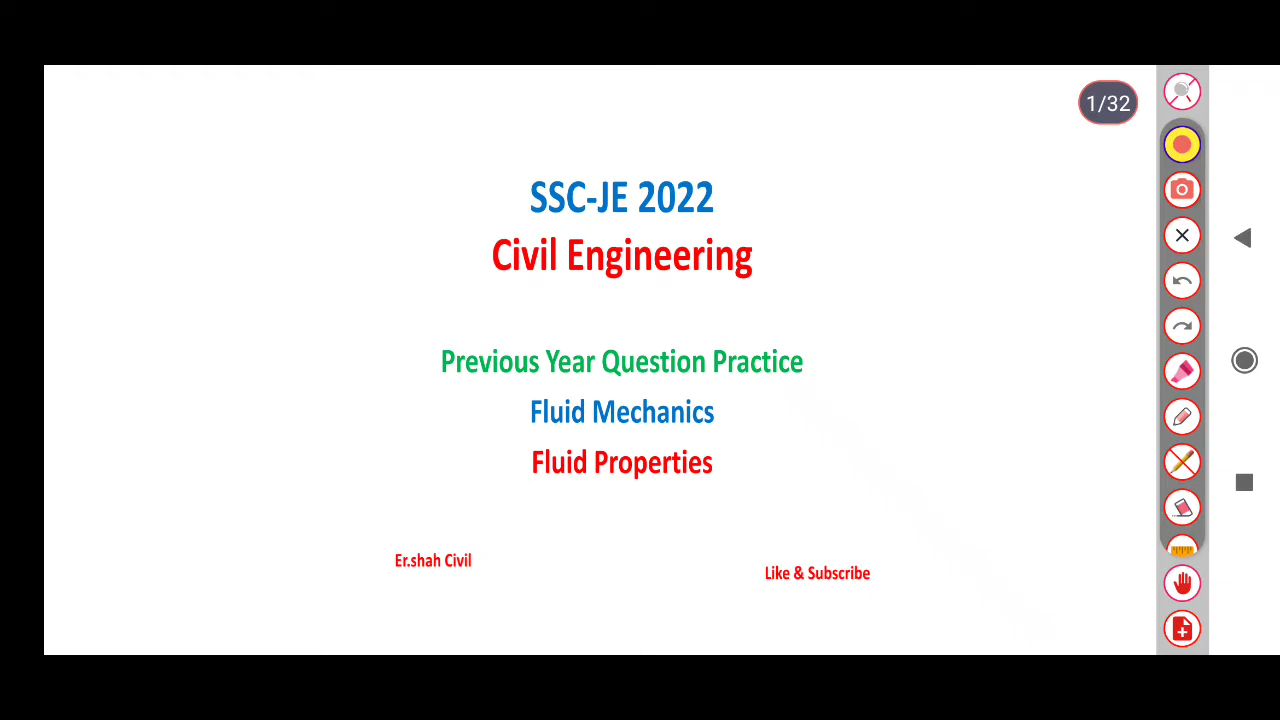 1/32
SSC-JE 2022
Civil Engineering
Previous Year Question Practice
Fluid Mechanics
Fluid Properties
Er.shah Civil
Like & Subscribe